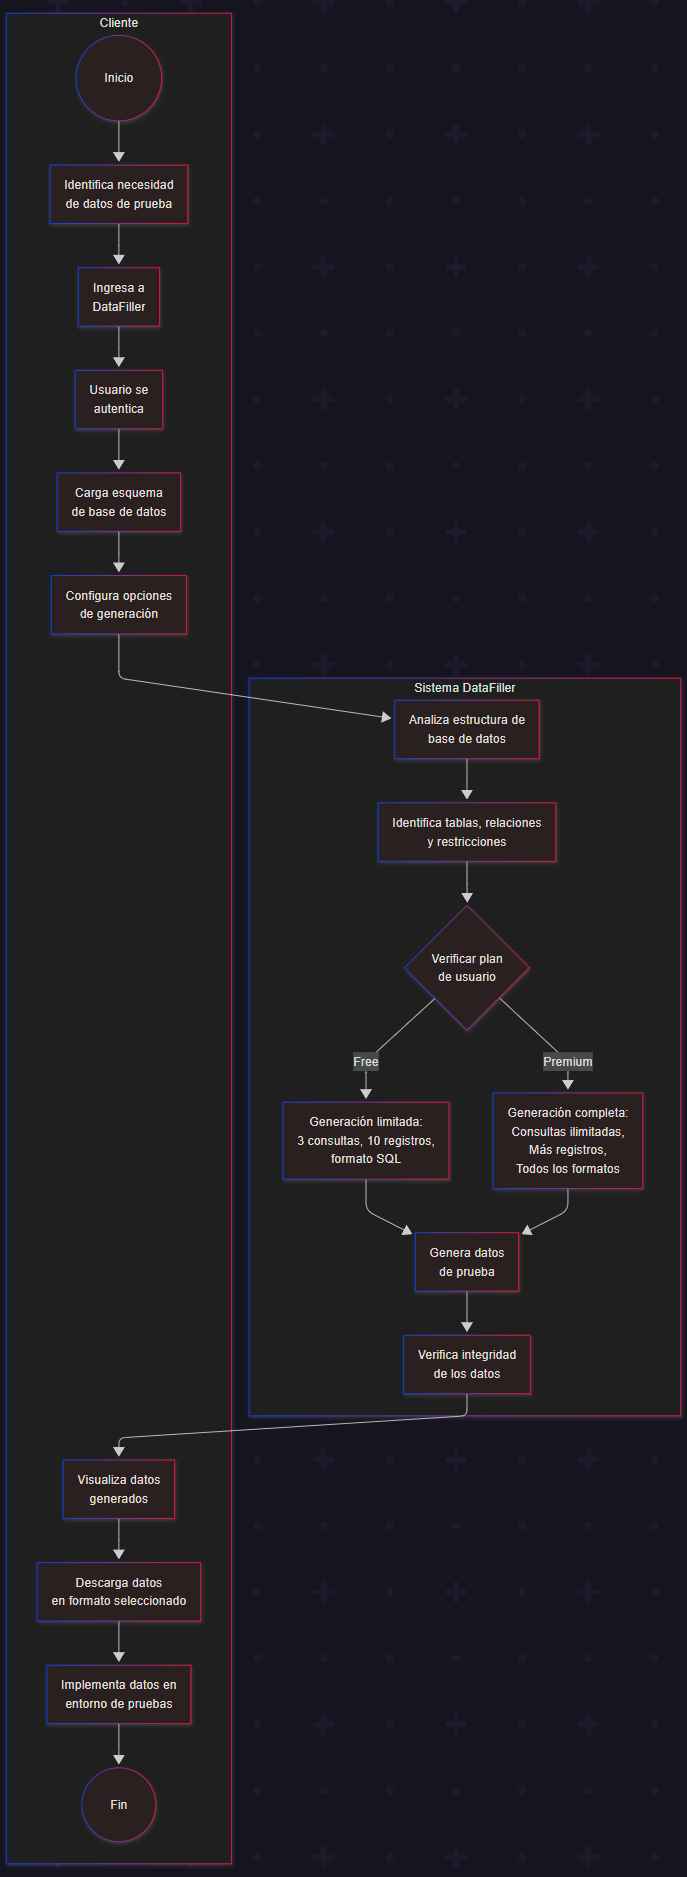 Cliente
Inicio
Identifica necesidad
de datos de prueba
Ingresa a
DataFiller
Usuario se
autentica
Carga esquema
de base de datos
Configura opciones
de generación
Sistema DataFiller
Analiza estructura de
base de datos
Identifica tablas, relaciones
y restricciones
Verificar plan
de usuario
Free
Premium
Generación limitada:
3 consultas, 10 registros,
formato SQL
Generación completa:
Consultas ilimitadas,
Más registros,
Todos los formatos
Genera datos
de prueba
Verifica integridad
de los datos
Visualiza datos
generados
Descarga datos
en formato seleccionado
Implementa datos en
entorno de pruebas
Fin